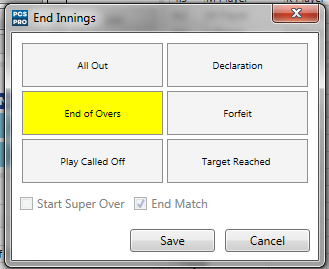 PCS
PRO
End Innings
All Out
Declaration
End of Overs
Forfeit
Play Called Off
Target Reached
Start Super Over
End Match
Save
Cancel